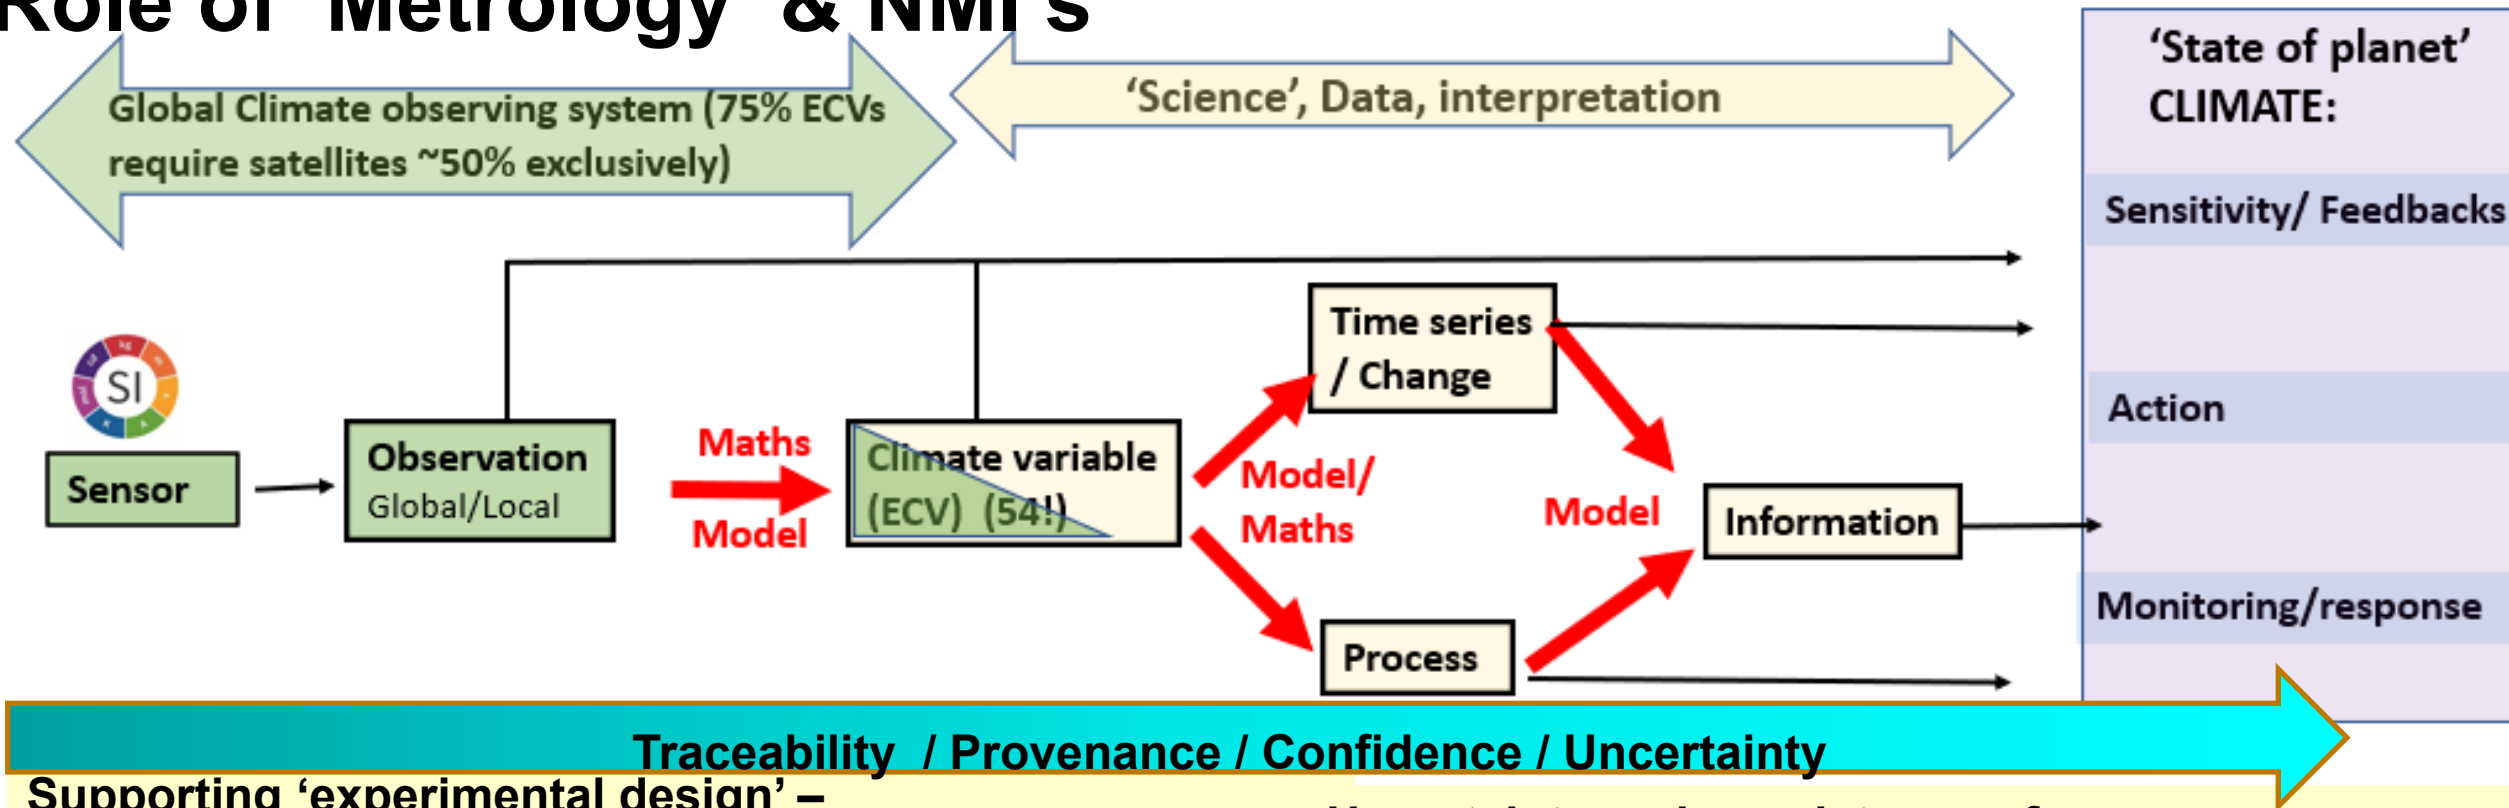 Role of 'Metrology' & NMI's
Global Climate observing system (75% ECVs
require satellites ~50% exclusively)
'Science', Data, interpretation
'State of planet'
CLIMATE:
Sensitivity/ Feedbacks
Action
Monitoring/response
SI
kg
Sensor
Observation
Global/Local
Maths
Model
Climate variable
(ECV) (54!)
Model/
Maths
Time series
/ Change
Process
Model
Information
Traceability / Provenance / Confidence / Uncertainty
Supporting 'experimental design' –